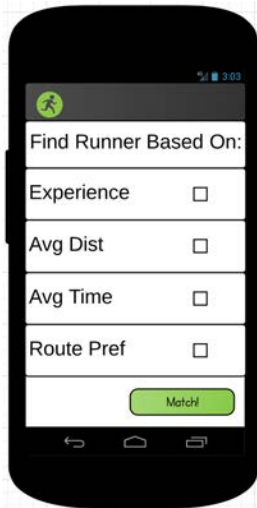 3:03
Find Runner Based On:
Experience
Avg Dist
Avg Time
Route Pref
Match!